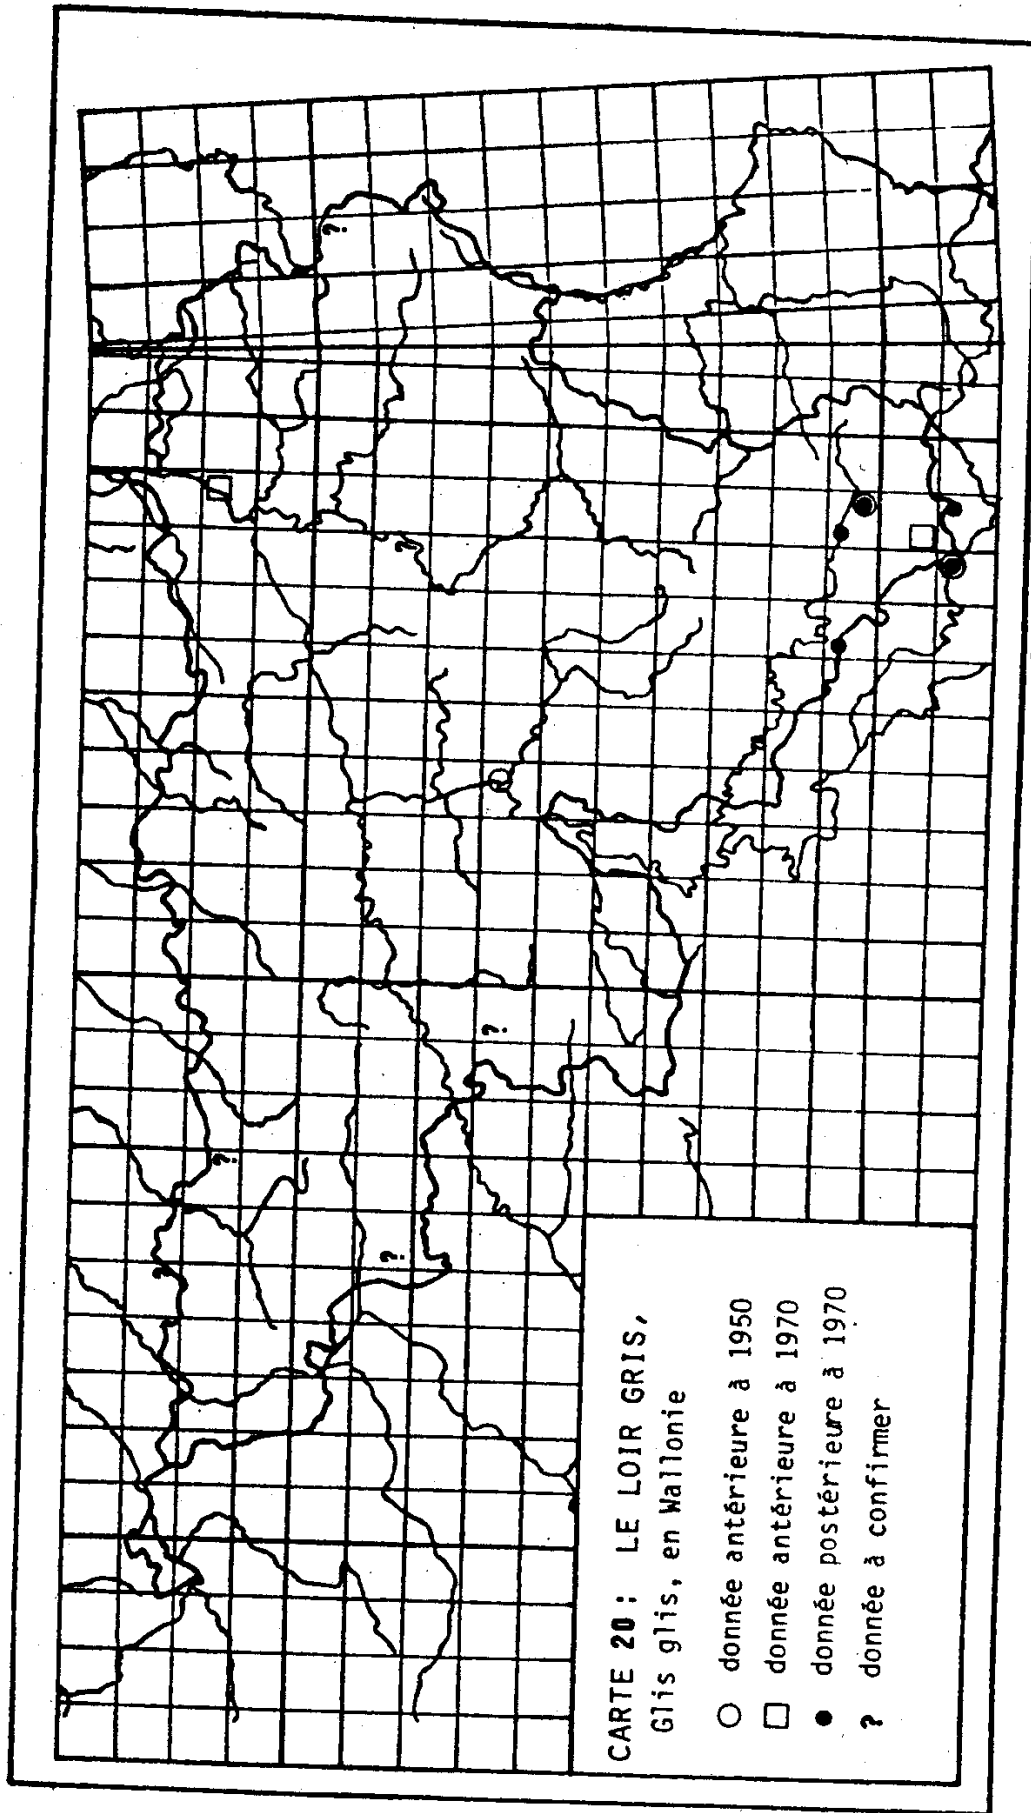 CARTE 20 : LE LOIR GRIS,
Glis glis, en Wallonie
○ donnée antérieure à 1950
□ donnée antérieure à 1970
● donnée postérieure à 1970
? donnée à confirmer
?
?
?
?
?
?